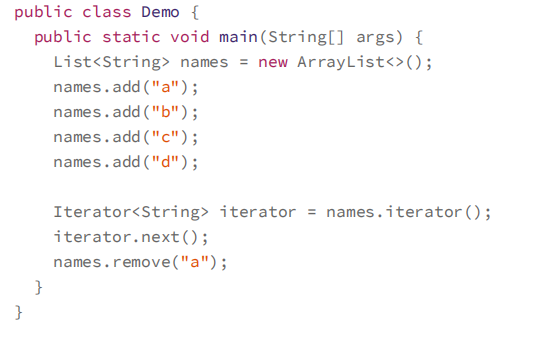 public class Demo {
  public static void main(String[] args) {
    List<String> names = new ArrayList<>();
    names.add("a");
    names.add("b");
    names.add("c");
    names.add("d");

    Iterator<String> iterator = names.iterator();
    iterator.next();
    names.remove("a");
  }
}